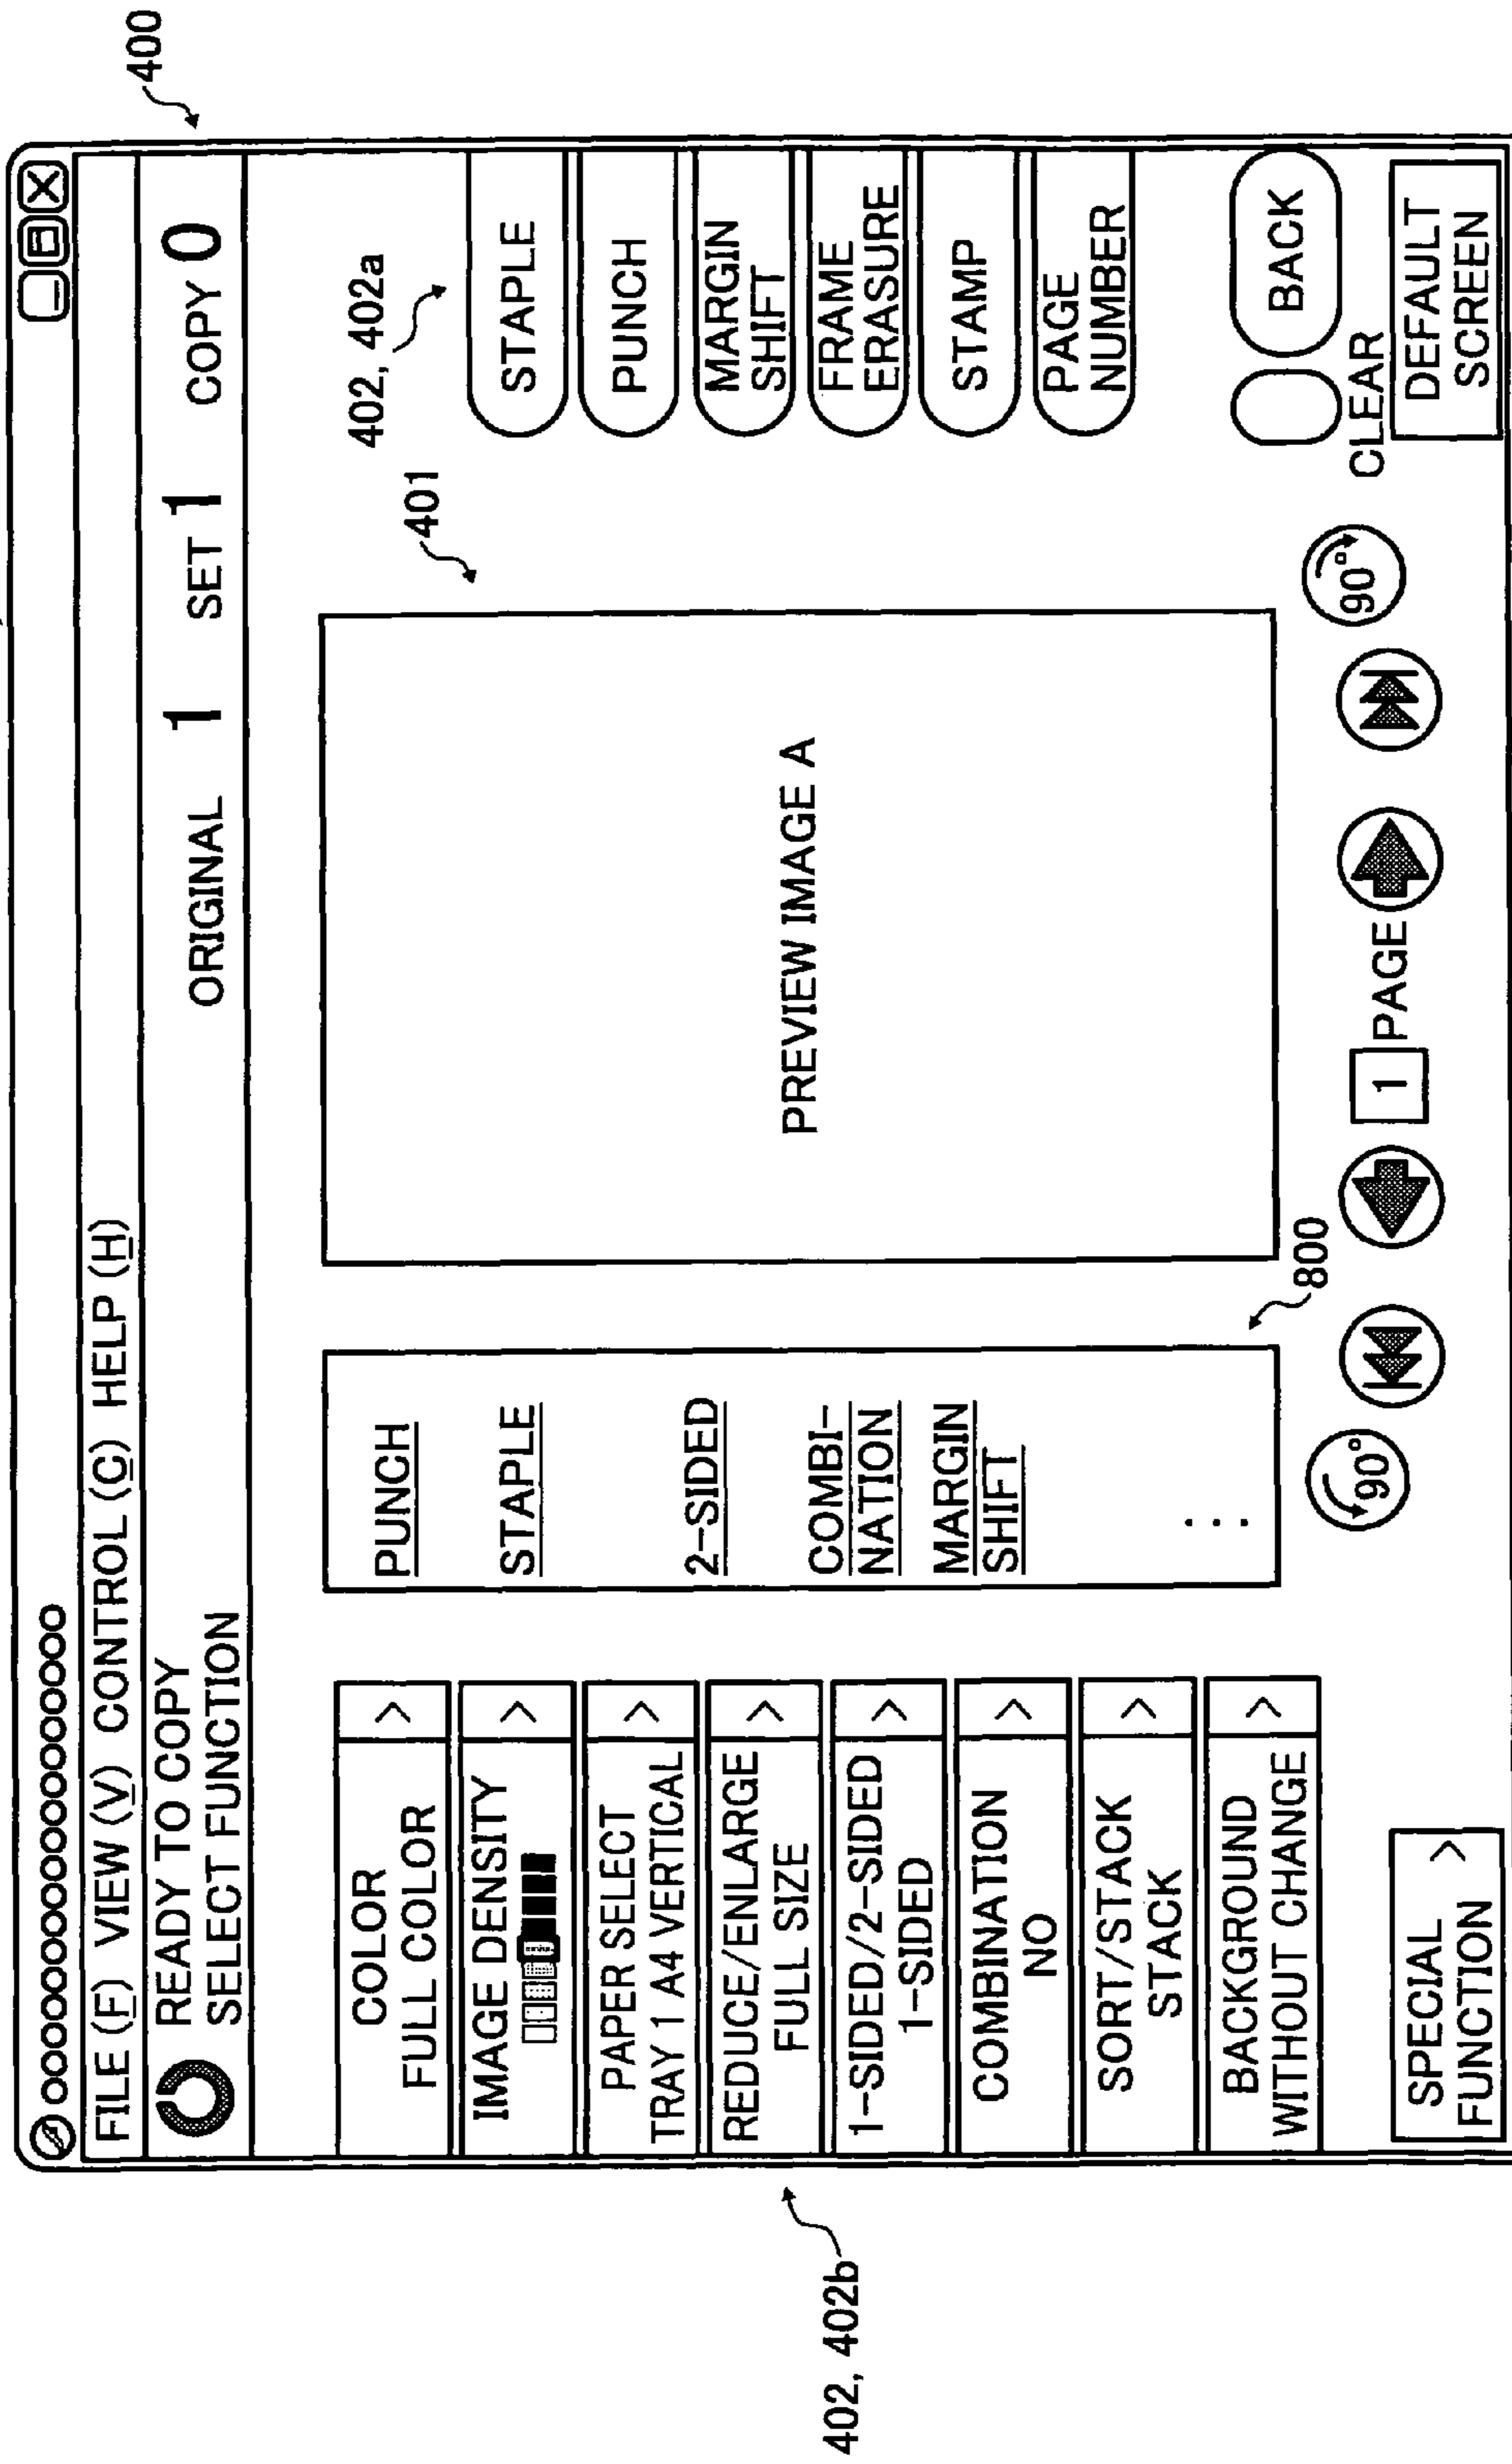 400
○○○○○○○○○○○○○○○○○
FILE (F) VIEW (V) CONTROL (C) HELP (H)
READY TO COPY
SELECT FUNCTION
ORIGINAL 1 SET 1 COPY 0
402, 402b
COLOR >
FULL COLOR
IMAGE DENSITY >
PAPER SELECT >
TRAY 1 A4 VERTICAL
REDUCE/ENLARGE >
FULL SIZE
1-SIDED/2-SIDED >
1-SIDED
COMBINATION >
NO
SORT/STACK >
STACK
BACKGROUND >
WITHOUT CHANGE
SPECIAL >
FUNCTION
PUNCH
STAPLE
2-SIDED
COMBI-
NATION
MARGIN
SHIFT
⋮
800
401
PREVIEW IMAGE A
90°
1 PAGE
90°
402, 402a
STAPLE
PUNCH
MARGIN
SHIFT
FRAME
ERASURE
STAMP
PAGE
NUMBER
CLEAR
BACK
DEFAULT
SCREEN